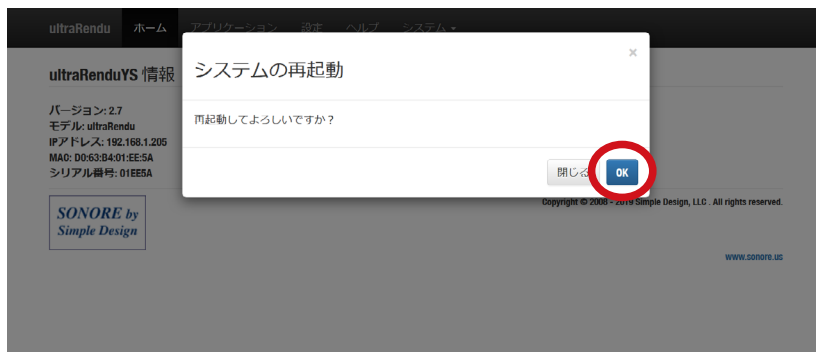 ultraRendu ホーム アプリケーション 設定 ヘルプ システム
×
システムの再起動
再起動してよろしいですか？
閉じる OK
ultraRenduYS 情報
バージョン: 2.7
モデル: ultraRendu
IPアドレス: 192.168.1.205
MAC: D0:63:B4:01:EE:5A
シリアル番号: 01EE5A
SONORE by
Simple Design
Copyright © 2008 - 2019 Simple Design, LLC . All rights reserved.
www.sonore.us